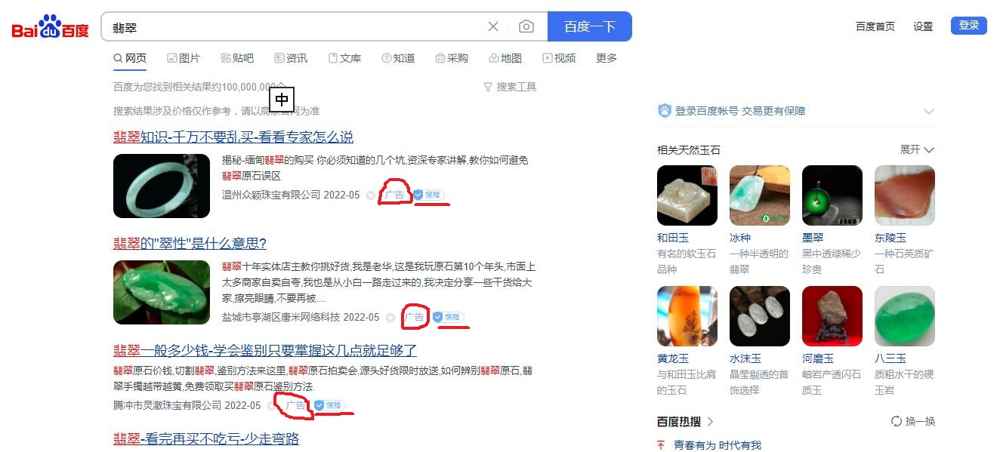 Bai du 百度
翡翠
百度一下
百度首页
设置
登录
网页 图片 贴吧 资讯 文库 知道 采购 地图 视频 更多
百度为您找到相关结果约100,000,000个
搜索工具
中
搜索结果涉及价格仅作参考，请以商家官网为准
翡翠知识-千万不要乱买-看看专家怎么说
揭秘-缅甸翡翠的购买 你必须知道的几个坑,资深专家讲解,教你如何避免
翡翠原石误区
温州众颖珠宝有限公司 2022-05 广告 保障
翡翠的"翠性"是什么意思?
翡翠十年实体店主教你挑好货,我是老华,这是我玩原石第10个年头,市面上
太多商家自卖自夸,我也是从小白一路走过来的,我决定分享一些干货给大
家,擦亮眼睛,不要再被....
盐城市亭湖区唐米网络科技 2022-05 广告 保障
翡翠一般多少钱-学会鉴别只要掌握这几点就足够了
翡翠原石价钱,切割翡翠,鉴别方法来这里,翡翠原石拍卖会,源头好货限时放送,如何辨别翡翠原石,翡
翠手镯越带越黄,免费领取买翡翠原石鉴别方法.
腾冲市灵澈珠宝有限公司 2022-05 广告 保障
翡翠-看完再买不吃亏-少走弯路
登录百度帐号 交易更有保障
相关天然玉石
展开
和田玉 冰种 墨翠 东陵玉
有名的软玉石 一种半透明的 黑中透绿稀少 一种石英质矿
品种 翡翠 珍贵 石
黄龙玉 水沫玉 河磨玉 八三玉
与和田玉比肩 晶莹剔透的首 岫岩产透闪石 质粗水干的硬
的玉石 饰选择 质玉 玉岩
百度热搜
换一换
青春有为 时代有我